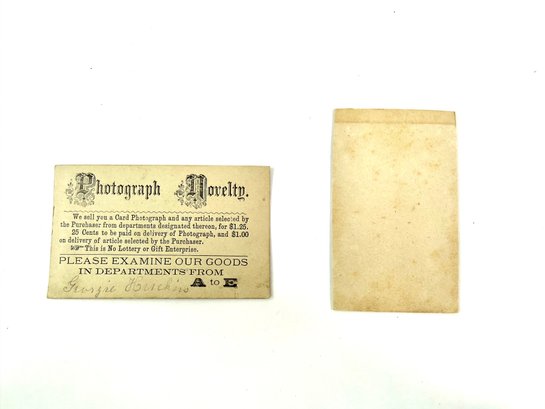 Photograph Novelty.
We sell you a Card Photograph and any article selected by
the Purchaser from departments designated thereon, for $1.25.
25 Cents to be paid on delivery of Photograph, and $1.00
on delivery of article selected by the Purchaser.
☞ This is No Lottery or Gift Enterprise.
PLEASE EXAMINE OUR GOODS
IN DEPARTMENTS FROM
A to E
Georgie